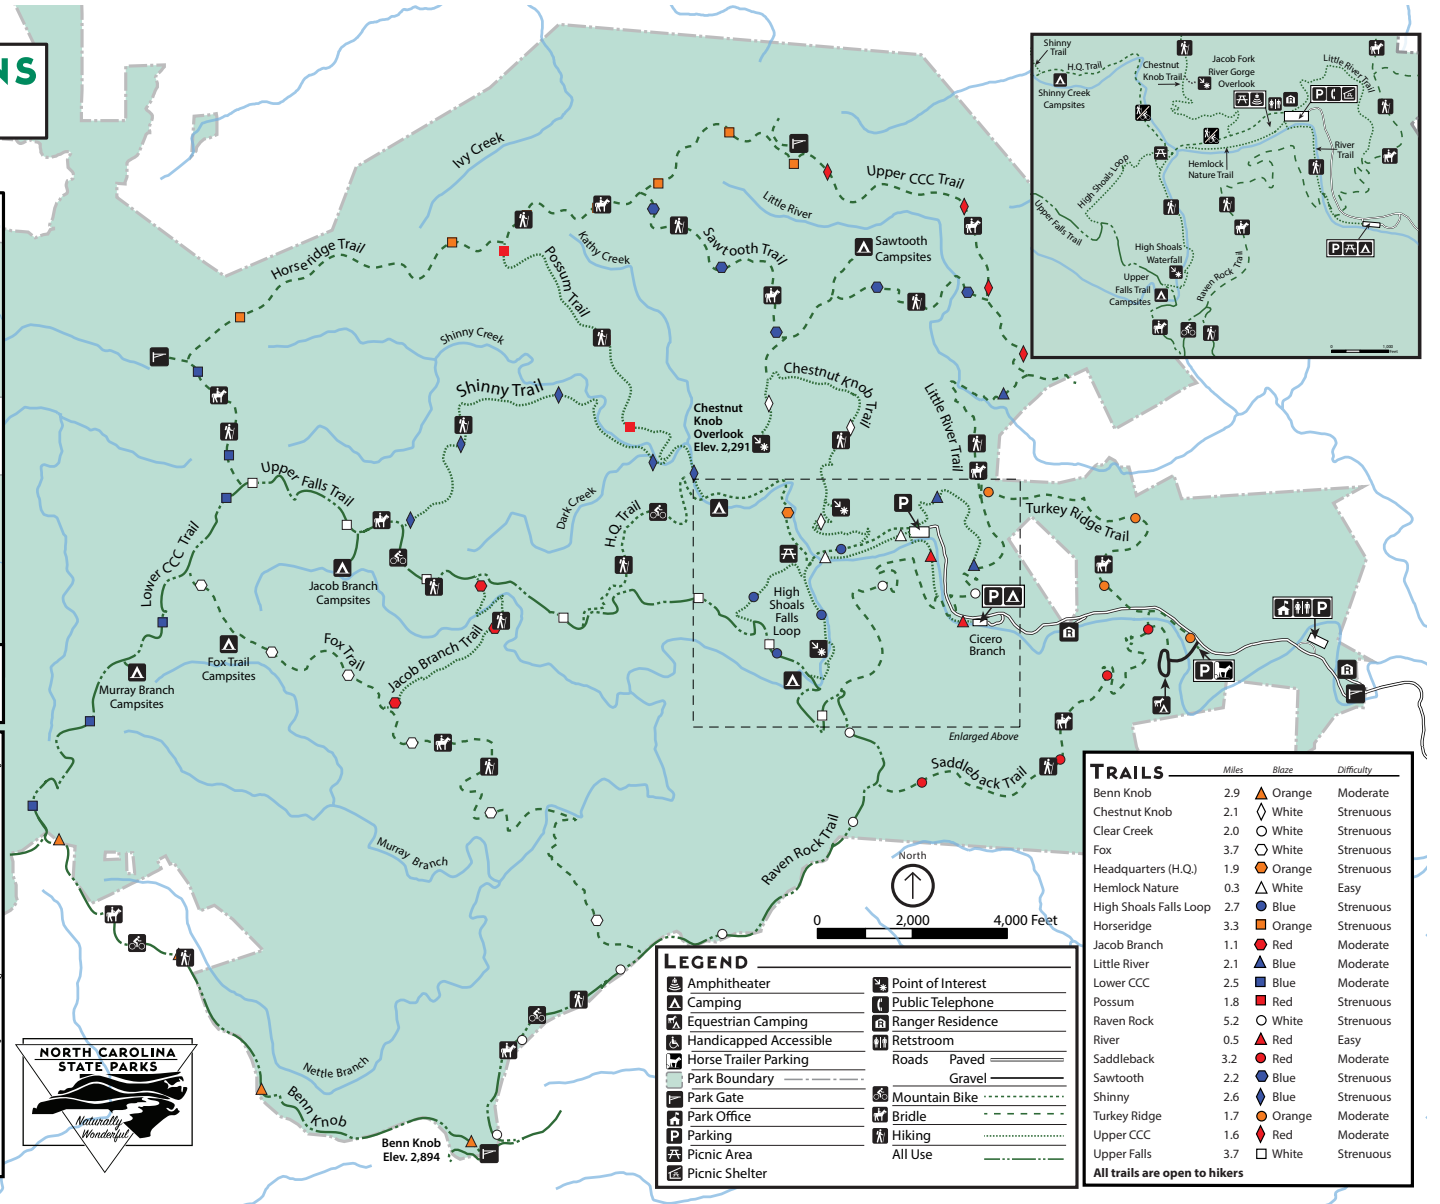 NS
Ivy Creek
Upper CCC Trail
Little River
Horseridge Trail
Kathy Creek
Possum Trail
Sawtooth Trail
Sawtooth
Campsites
Shinny Creek
Shinny Trail
Chestnut Knob Trail
Chestnut
Knob
Overlook
Elev. 2,291
Little River Trail
Upper Falls Trail
Dark Creek
H.Q. Trail
P
Turkey Ridge Trail
Lower CCC Trail
Jacob Branch
Campsites
High
Shoals
Falls
Loop
P
Cicero
Branch
R
P
Fox Trail
Fox Trail
Campsites
Jacob Branch Trail
Murray Branch
Campsites
P
R
Enlarged Above
Saddleback Trail
Murray Branch
Raven Rock Trail
North
0 2,000 4,000 Feet
Nettle Branch
Benn Knob
Benn Knob
Elev. 2,894
NORTH CAROLINA
STATE PARKS
Naturally
Wonderful
Shinny
Trail
H.Q. Trail
Shinny Creek
Campsites
Chestnut
Knob Trail
Jacob Fork
River Gorge
Overlook
Little River Trail
R
P
River
Trail
Hemlock
Nature Trail
High Shoals Loop
Upper Falls Trail
High Shoals
Waterfall
Upper
Falls Trail
Campsites
Raven Rock Trail
P
0 1,000
Feet
LEGEND
Amphitheater
Camping
Equestrian Camping
Handicapped Accessible
Horse Trailer Parking
Park Boundary
Park Gate
Park Office
P Parking
Picnic Area
Picnic Shelter
Point of Interest
Public Telephone
R Ranger Residence
Retstroom
Roads Paved
Gravel
Mountain Bike
Bridle
Hiking
All Use
TRAILS Miles Blaze Difficulty
Benn Knob 2.9 Orange Moderate
Chestnut Knob 2.1 White Strenuous
Clear Creek 2.0 White Strenuous
Fox 3.7 White Strenuous
Headquarters (H.Q.) 1.9 Orange Strenuous
Hemlock Nature 0.3 White Easy
High Shoals Falls Loop 2.7 Blue Strenuous
Horseridge 3.3 Orange Strenuous
Jacob Branch 1.1 Red Moderate
Little River 2.1 Blue Moderate
Lower CCC 2.5 Blue Moderate
Possum 1.8 Red Strenuous
Raven Rock 5.2 White Strenuous
River 0.5 Red Easy
Saddleback 3.2 Red Moderate
Sawtooth 2.2 Blue Strenuous
Shinny 2.6 Blue Strenuous
Turkey Ridge 1.7 Orange Moderate
Upper CCC 1.6 Red Moderate
Upper Falls 3.7 White Strenuous
All trails are open to hikers